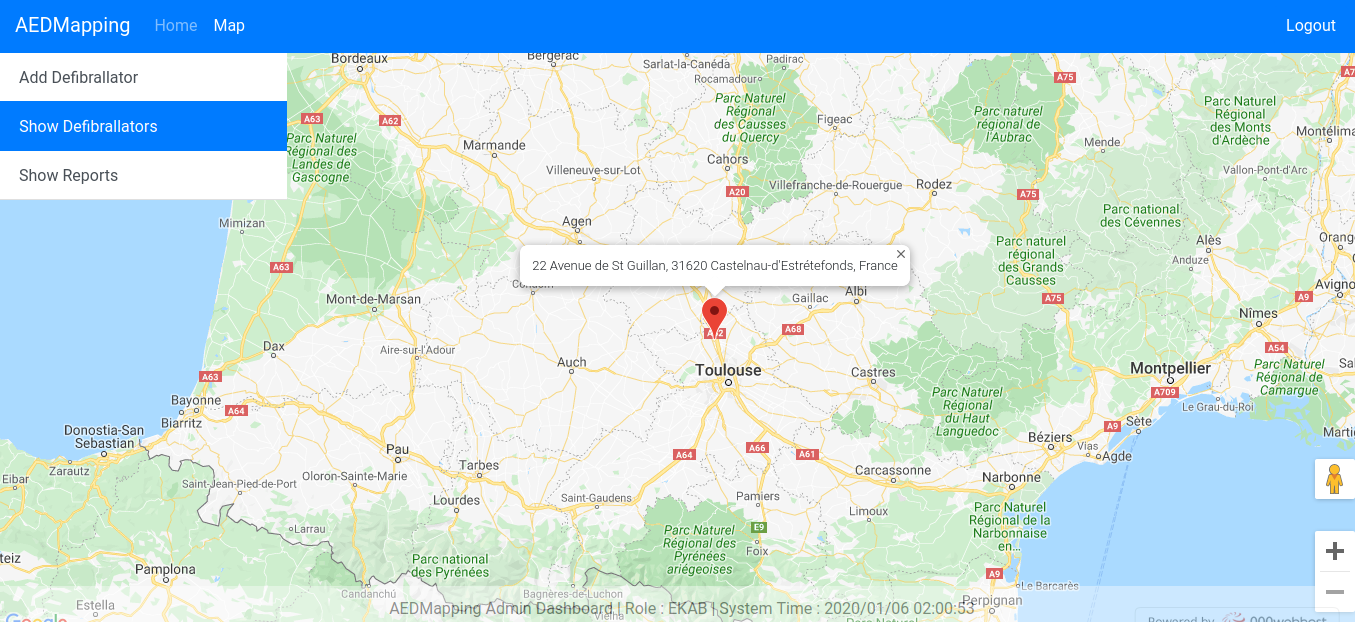 AEDMapping Home Map Logout
Add Defibrallator
Show Defibrallators
Show Reports
Bordeaux
Bergerac
Sarlat-la-Canéda
Padirac
Rocamadour
A75
A63
A62
Parc Naturel
Régional des
Landes de
Gascogne
Marmande
Villeneuve-sur-Lot
Parc Naturel
Régional
des Causses
du Quercy
Cahors
Figeac
Parc naturel
régional de
l'Aubrac
Mende
Parc Naturel
Régional
des Monts
d'Ardèche
Vallon-Pont-d'Arc
A20
Villefranche-de-Rouergue
Rodez
A75
Mimizan
Agen
Parc national
des Cévennes
Alès
Anduze
Parc naturel
régional
des Grands
Causses
22 Avenue de St Guillan, 31620 Castelnau-d'Estrétefonds, France
A63
Mont-de-Marsan
Gaillac
Albi
A75
A9
Nîmes
A68
Dax
Aire-sur-l'Adour
Auch
Toulouse
Castres
Montpellier
A54
Parc Naturel
Régional de
Camargue
A63
Bayonne
A64
Biarritz
Parc Naturel
Régional
du Haut
Languedoc
A709
Le Grau-du-Roi
Donostia-San
Sebastian
Zarautz
Eibar
Pau
Tarbes
A64
A66
A61
A9
Sète
Béziers
Vias
Agde
Saint-Jean-Pied-de-Port
Oloron-Sainte-Marie
Lourdes
Saint-Gaudens
Pamiers
Carcassonne
Narbonne
Limoux
Larrau
Parc Naturel
Régional des
Pyrénées
ariégeoises
E9
Foix
Parc Naturel
Régional de la
Narbonnaise
en...
Pamplona
Parc national
des Pyrénées
A9
Le Barcarès
Candanchú
Bagnères-de-Luchon
Estella
Vielha
Perpignan
AEDMapping Admin Dashboard | Role : EKAB | System Time : 2020/01/06 02:00:53
Google
Powered by 000webhost